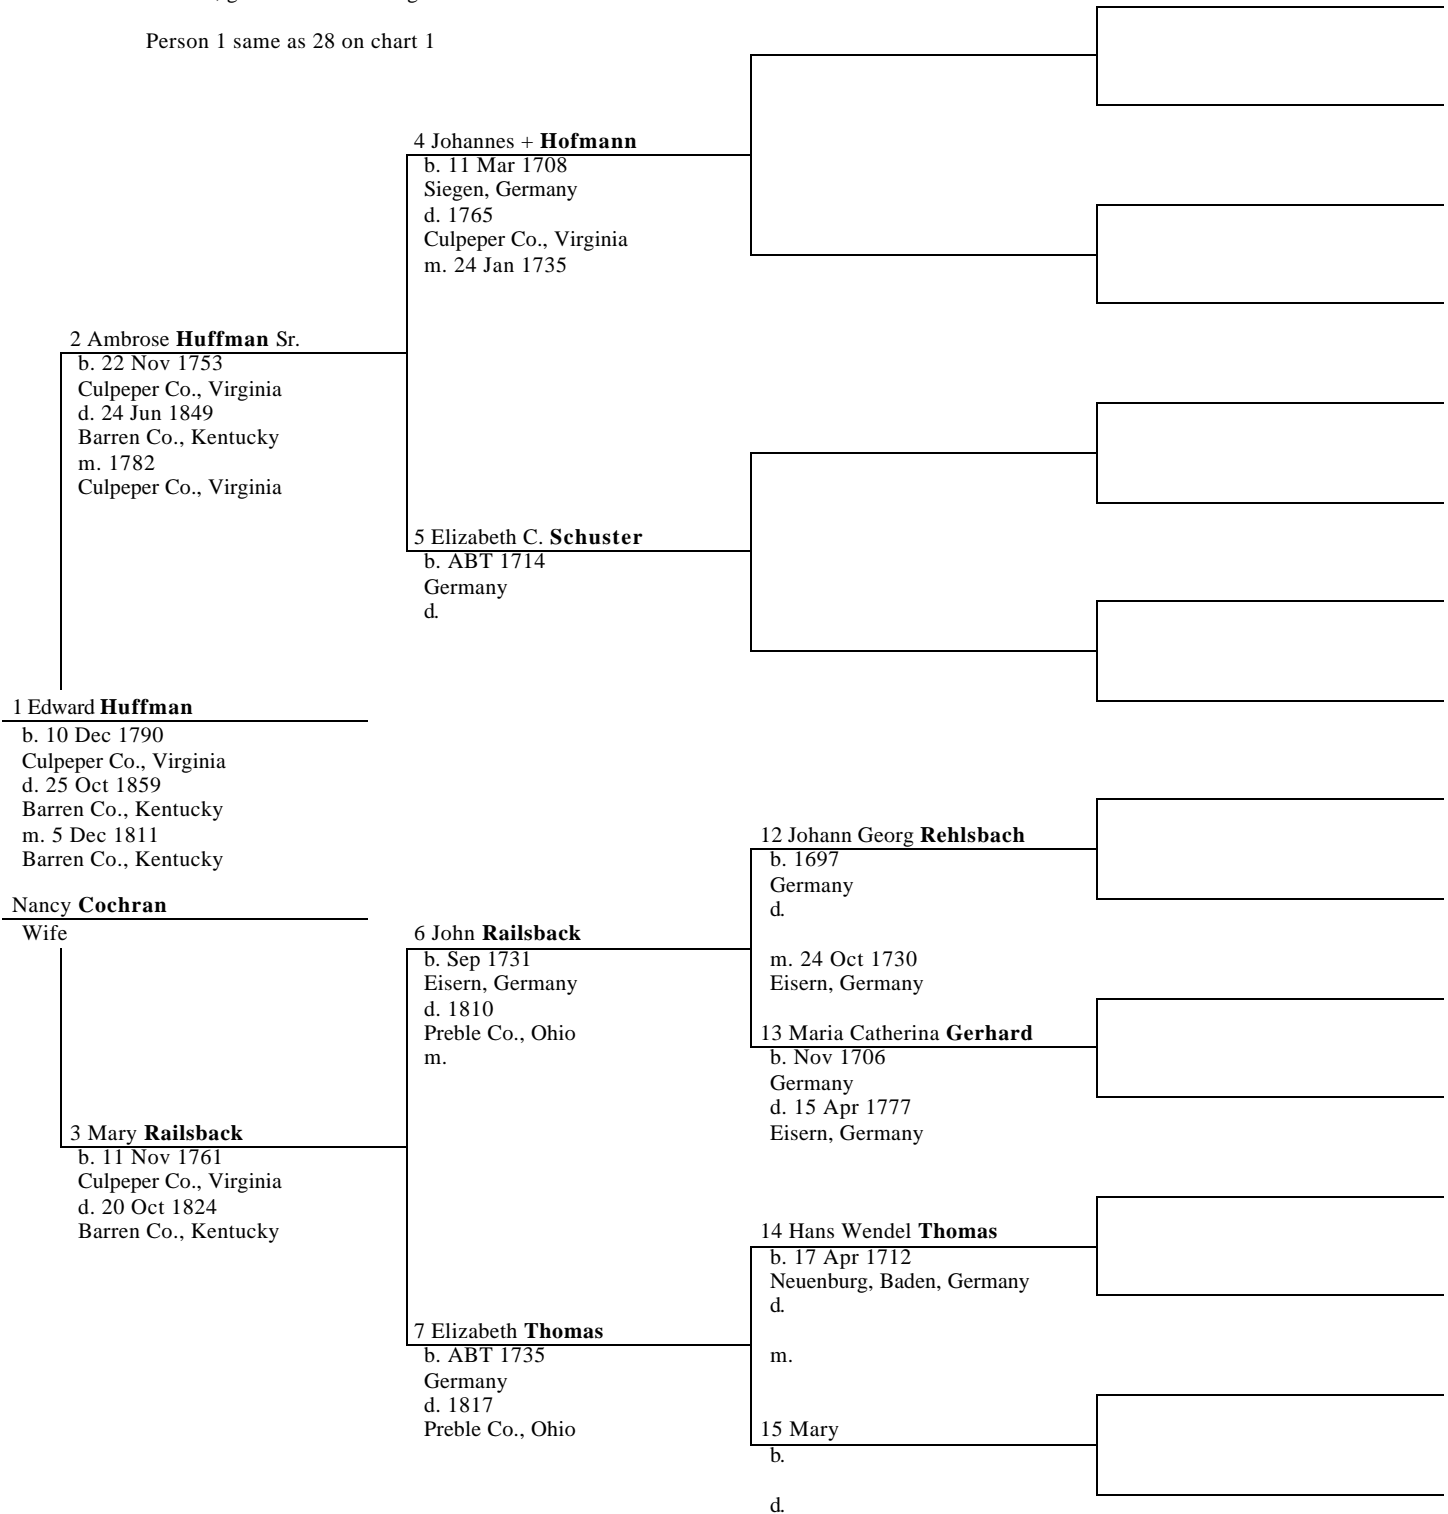 Person 1 same as 28 on chart 1
4 Johannes + Hofmann
b. 11 Mar 1708
Siegen, Germany
d. 1765
Culpeper Co., Virginia
m. 24 Jan 1735
2 Ambrose Huffman Sr.
b. 22 Nov 1753
Culpeper Co., Virginia
d. 24 Jun 1849
Barren Co., Kentucky
m. 1782
Culpeper Co., Virginia
5 Elizabeth C. Schuster
b. ABT 1714
Germany
d.
1 Edward Huffman
b. 10 Dec 1790
Culpeper Co., Virginia
d. 25 Oct 1859
Barren Co., Kentucky
m. 5 Dec 1811
Barren Co., Kentucky
Nancy Cochran
Wife
12 Johann Georg Rehlsbach
b. 1697
Germany
d.
m. 24 Oct 1730
Eisern, Germany
6 John Railsback
b. Sep 1731
Eisern, Germany
d. 1810
Preble Co., Ohio
m.
13 Maria Catherina Gerhard
b. Nov 1706
Germany
d. 15 Apr 1777
Eisern, Germany
3 Mary Railsback
b. 11 Nov 1761
Culpeper Co., Virginia
d. 20 Oct 1824
Barren Co., Kentucky
14 Hans Wendel Thomas
b. 17 Apr 1712
Neuenburg, Baden, Germany
d.
m.
7 Elizabeth Thomas
b. ABT 1735
Germany
d. 1817
Preble Co., Ohio
15 Mary
b.
d.